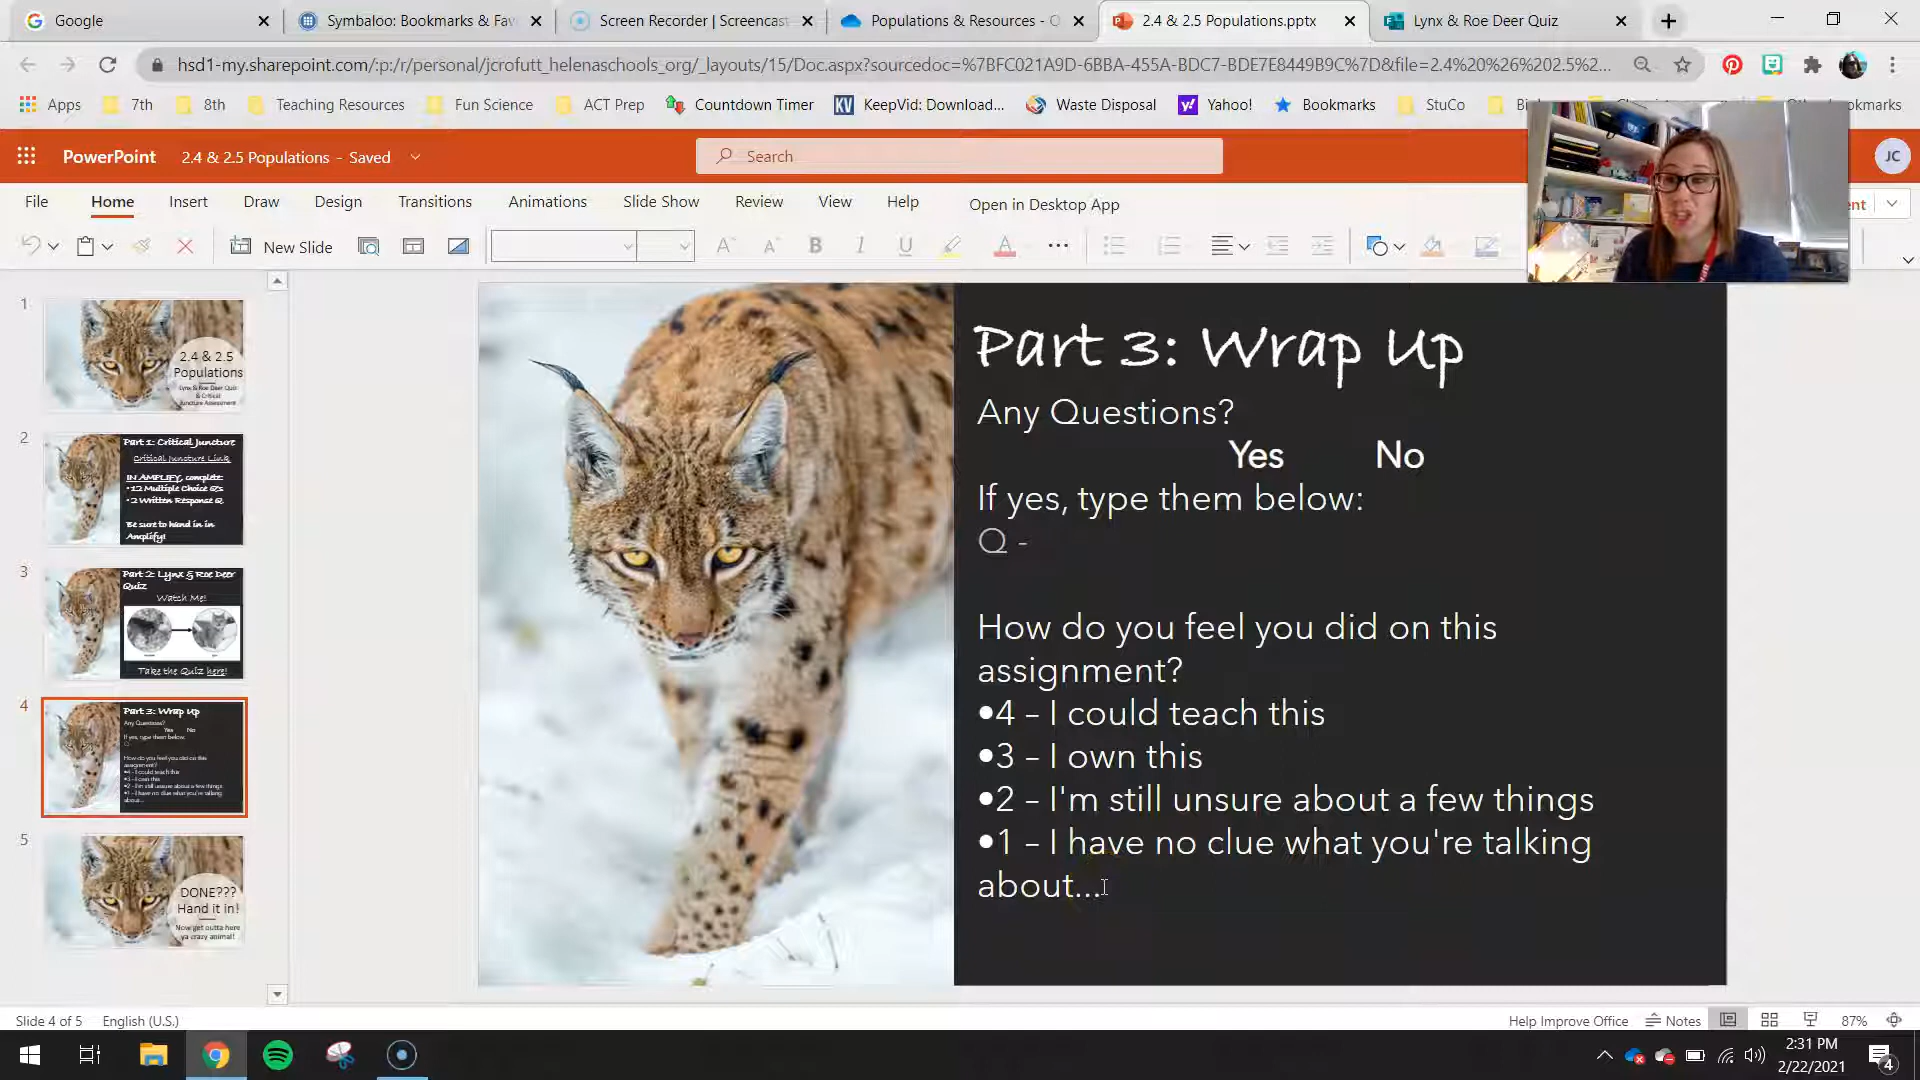 Google
Symbaloo: Bookmarks & Fav
Screen Recorder | Screencast
Populations & Resources - O
2.4 & 2.5 Populations.pptx
Lynx & Roe Deer Quiz
hsd1-my.sharepoint.com/:p:/r/personal/jcrofutt_helenaschools_org/_layouts/15/Doc.aspx?sourcedoc=%7BFC021A9D-6BBA-455A-BDC7-BDE7E8449B9C%7D&file=2.4%20%26%202.5%2...
Apps
7th
8th
Teaching Resources
Fun Science
ACT Prep
Countdown Timer
KV
KeepVid: Download...
Waste Disposal
Yahoo!
Bookmarks
StuCo
PowerPoint
2.4 & 2.5 Populations - Saved
Search
JC
File
Home
Insert
Draw
Design
Transitions
Animations
Slide Show
Review
View
Help
Open in Desktop App
New Slide
B
I
U
1
2.4 & 2.5
Populations
Lynx & Roe Deer Quiz
& Critical
Juncture Assessment
2
Part 1: Critical Juncture
Critical Juncture Link
IN AMPLIFY, complete:
•12 Multiple Choice Q's
•2 Written Response Q
Be sure to hand in in
Amplify!
3
Part 2: Lynx & Roe Deer
Quiz
Watch Me!
Take the Quiz here!
4
Part 3: Wrap Up
Any Questions?
Yes No
If yes, type them below:
Q -
How do you feel you did on this
assignment?
•4 – I could teach this
•3 – I own this
•2 – I'm still unsure about a few things
•1 – I have no clue what you're talking
about...
5
DONE???
Hand it in!
Now get outta here
ya crazy animal!
Part 3: Wrap Up
Any Questions?
Yes No
If yes, type them below:
Q -
How do you feel you did on this
assignment?
•4 – I could teach this
•3 – I own this
•2 – I'm still unsure about a few things
•1 – I have no clue what you're talking
about...
Slide 4 of 5
English (U.S.)
Help Improve Office
Notes
87%
2:31 PM
2/22/2021
4